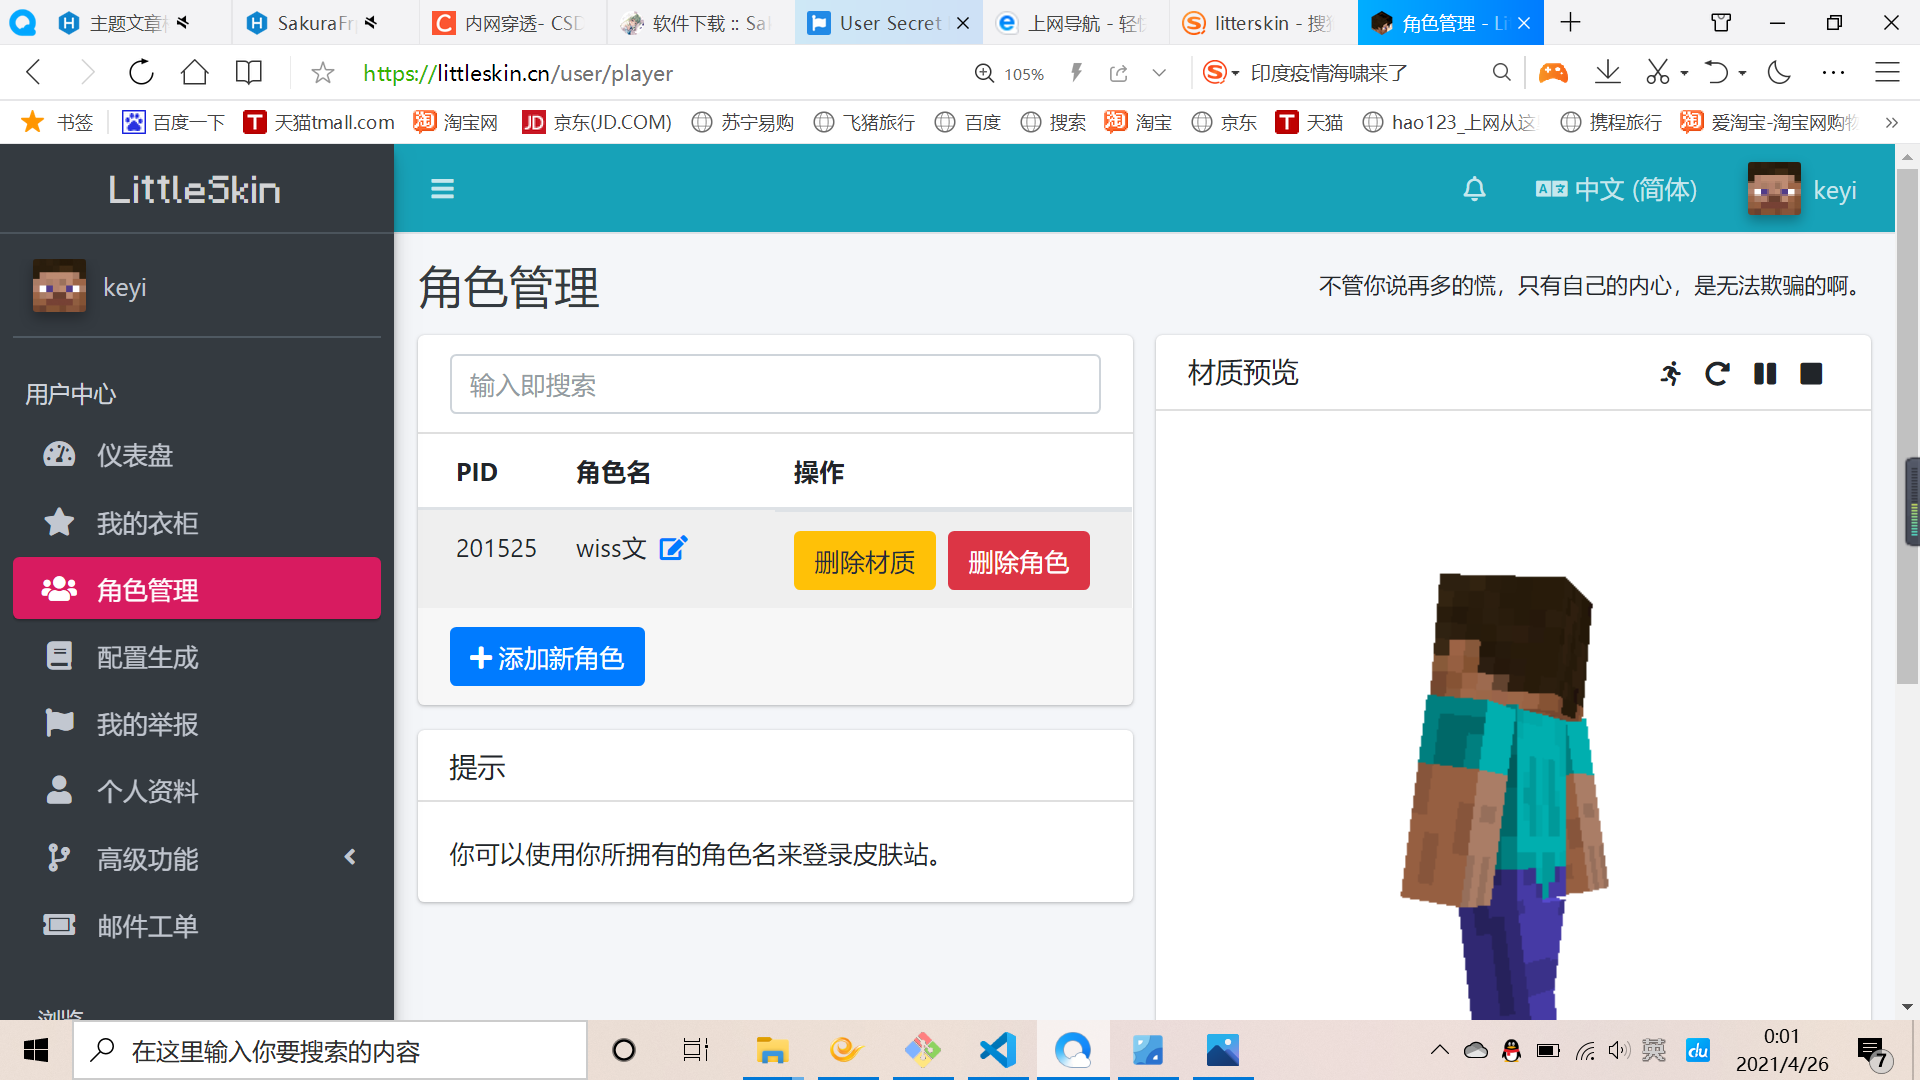 主题文章
SakuraFr
内网穿透- CSD
软件下载 :: Sa
User Secret
上网导航 - 轻
litterskin - 搜
角色管理 - Li
https://littleskin.cn/user/player
105%
印度疫情海啸来了
书签
百度一下
天猫tmall.com
淘宝网
京东(JD.COM)
苏宁易购
飞猪旅行
百度
搜索
淘宝
京东
天猫
hao123_上网从这
携程旅行
爱淘宝-淘宝网购物
LittleSkin
中文 (简体)
keyi
keyi
用户中心
仪表盘
我的衣柜
角色管理
配置生成
我的举报
个人资料
高级功能
邮件工单
浏览
角色管理
不管你说再多的慌，只有自己的内心，是无法欺骗的啊。
输入即搜索
PID 角色名 操作
201525 wiss文 删除材质 删除角色
添加新角色
提示
你可以使用你所拥有的角色名来登录皮肤站。
材质预览
在这里输入你要搜索的内容
英
du
0:01
2021/4/26
7